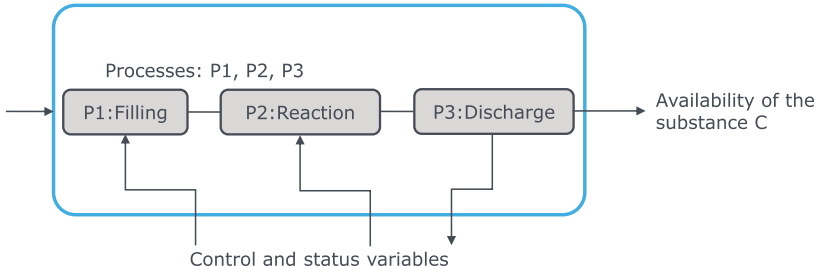 Processes: P1, P2, P3
P1:Filling
P2:Reaction
P3:Discharge
Availability of the
substance C
Control and status variables